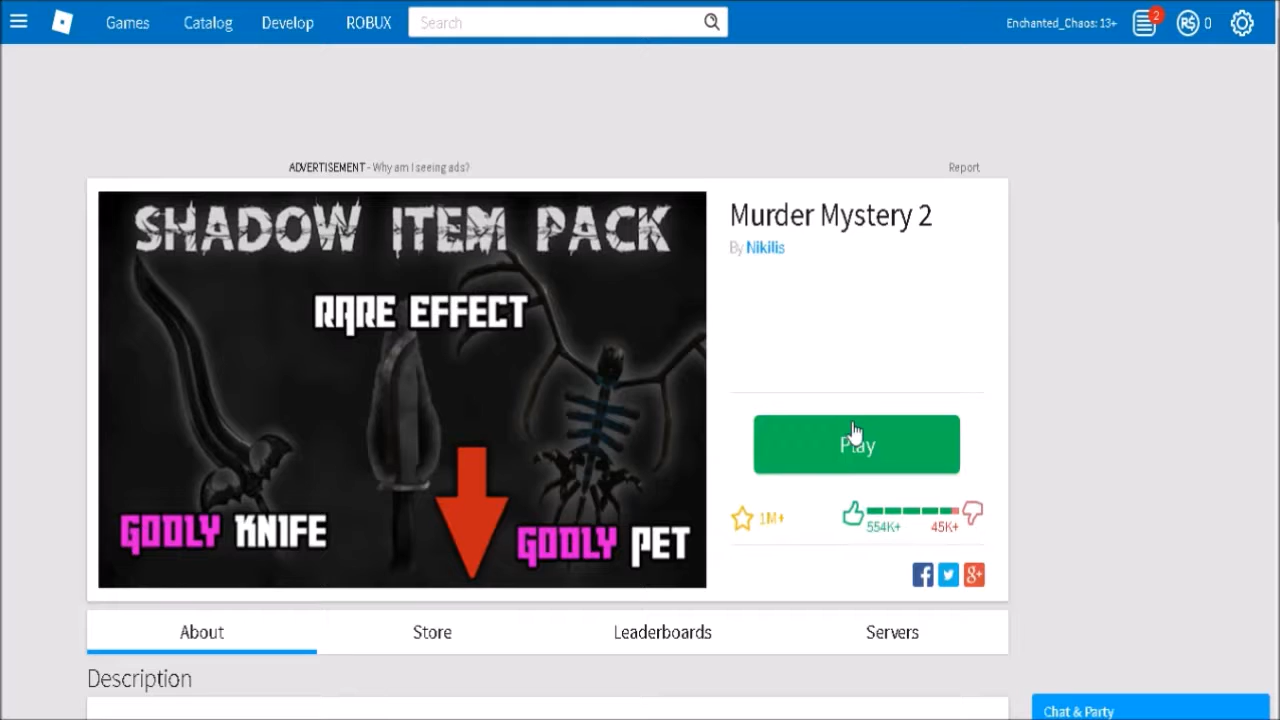 Games Catalog Develop ROBUX Search Enchanted_Chaos: 13+ 2 R$ 0
ADVERTISEMENT - Why am I seeing ads? Report
SHADOW ITEM PACK
RARE EFFECT
GODLY KNIFE
GODLY PET
Murder Mystery 2
By Nikilis
Play
1M+ 554K+ 45K+
About Store Leaderboards Servers
Description
Chat & Party